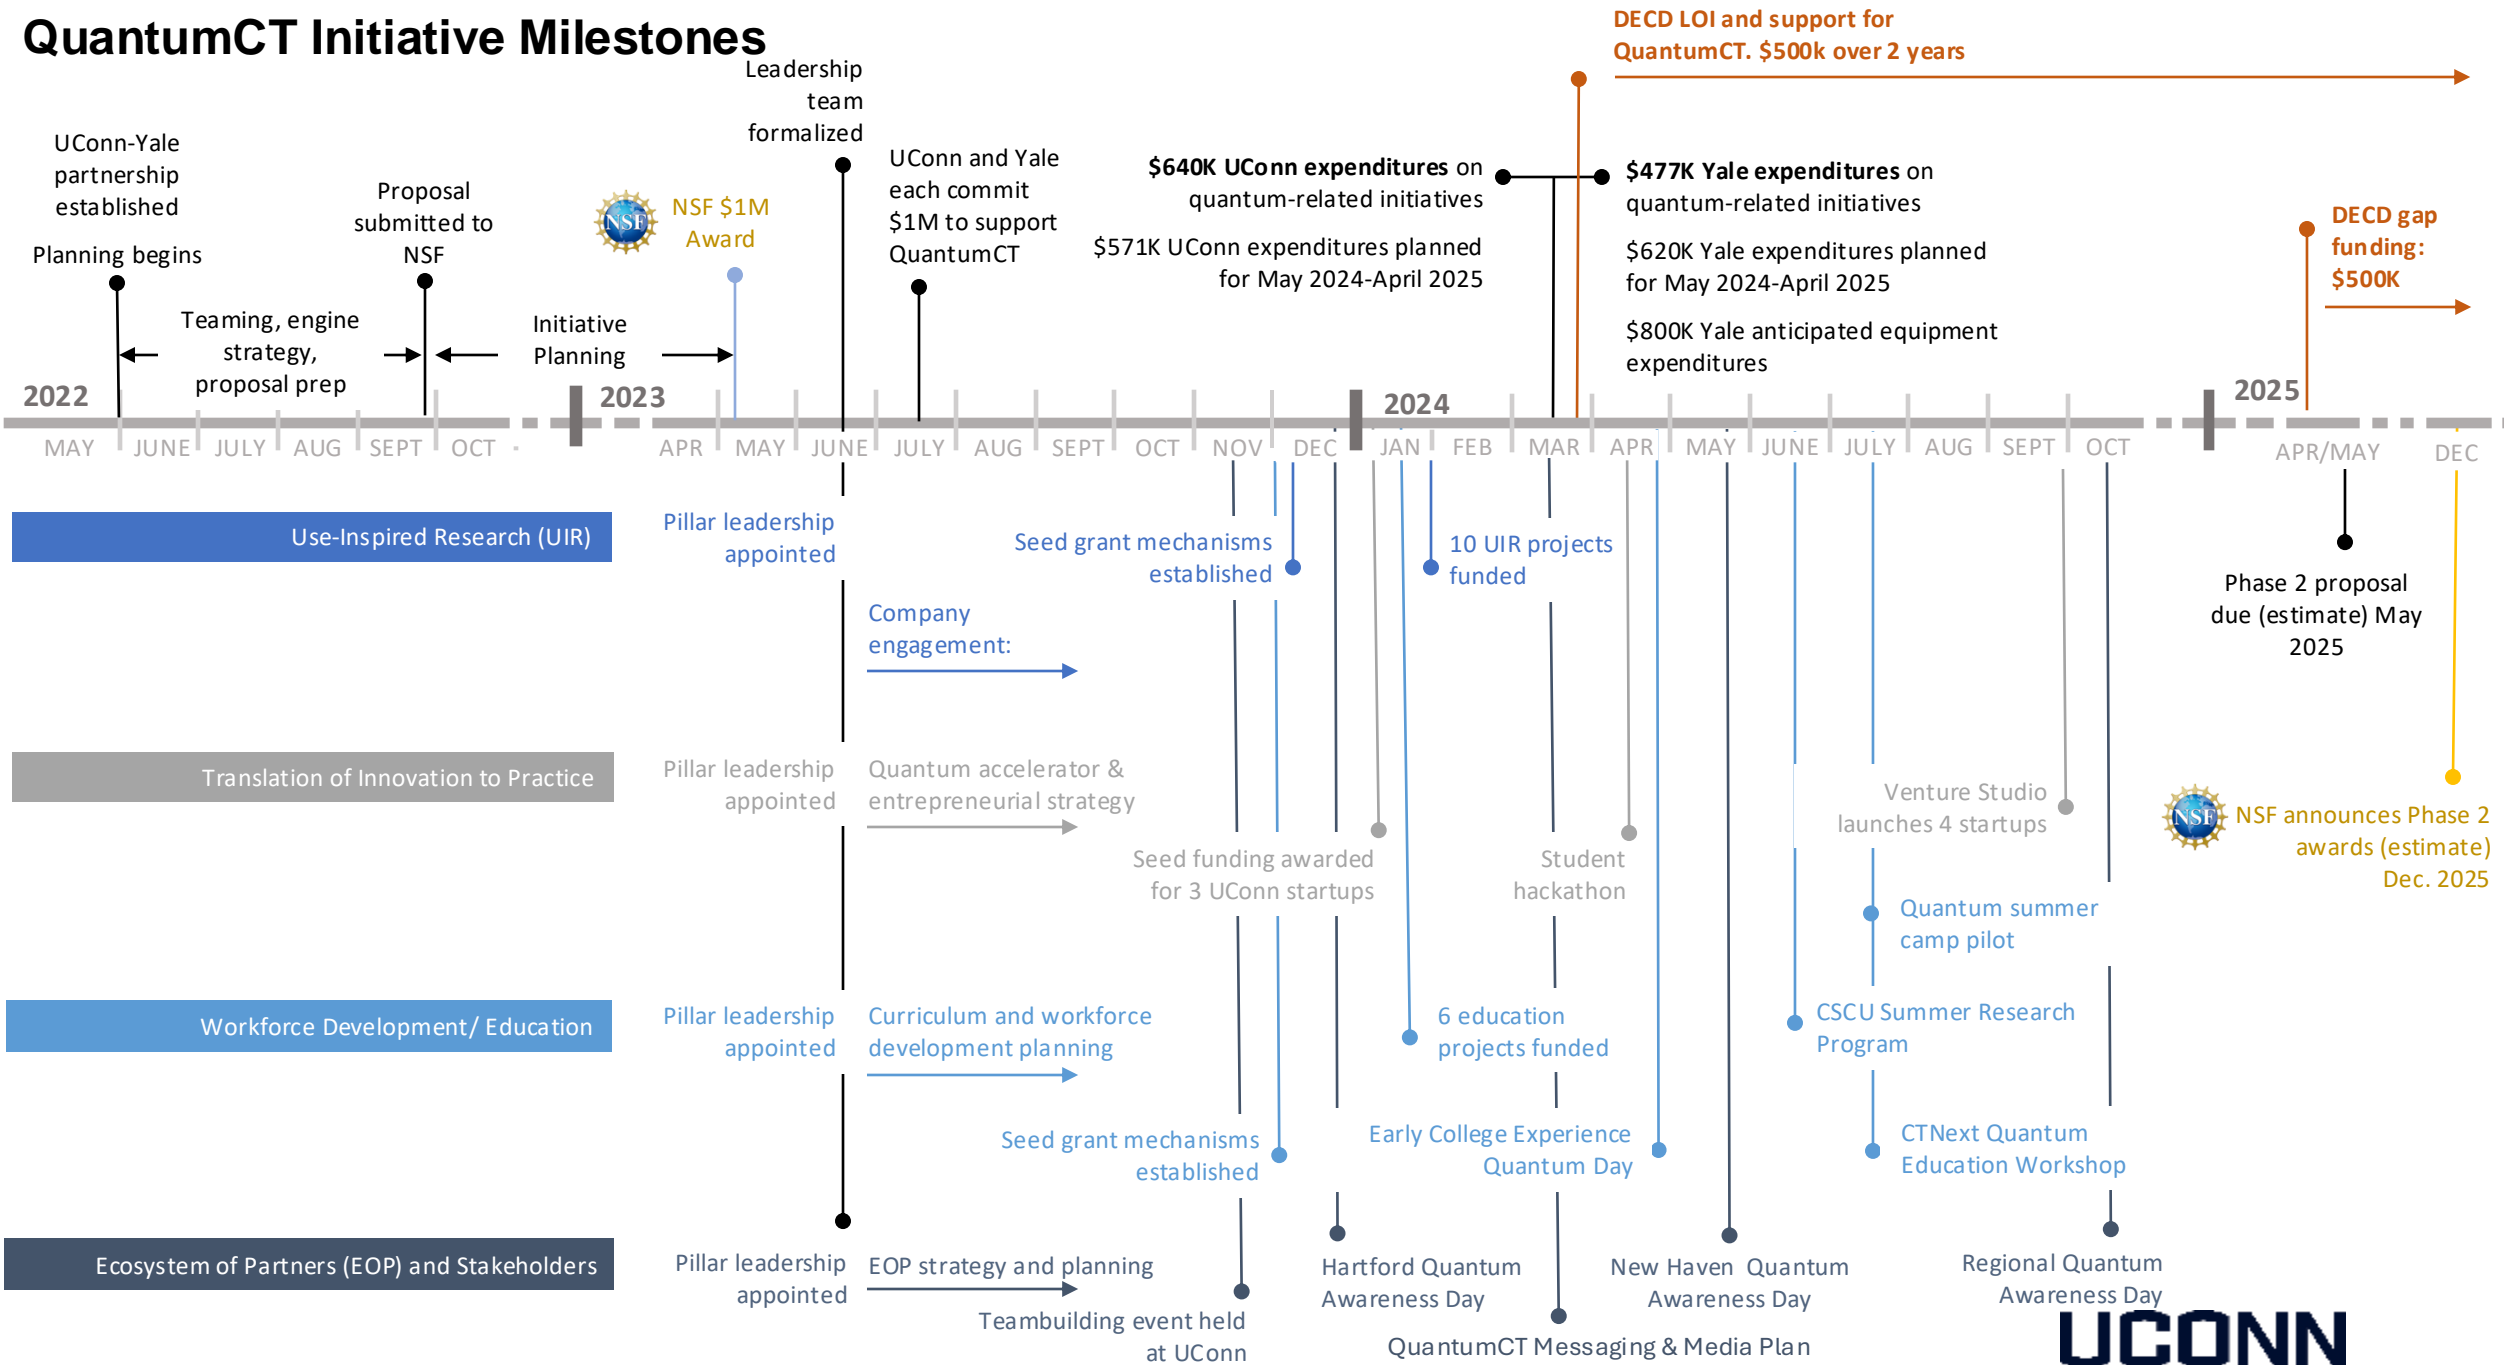 QuantumCT Initiative Milestones
DECD LOI and support for
QuantumCT. $500k over 2 years
Leadership
team
formalized
UConn-Yale
partnership
established
Planning begins
Proposal
submitted to
NSF
NSF
NSF $1M
Award
UConn and Yale
each commit
$1M to support
QuantumCT
$640K UConn expenditures on
quantum-related initiatives
$571K UConn expenditures planned
for May 2024-April 2025
$477K Yale expenditures on
quantum-related initiatives
$620K Yale expenditures planned
for May 2024-April 2025
$800K Yale anticipated equipment
expenditures
DECD gap
funding:
$500K
Teaming, engine
strategy,
proposal prep
Initiative
Planning
2022
2023
2024
2025
MAY JUNE JULY AUG SEPT OCT
APR MAY JUNE JULY AUG SEPT OCT NOV DEC
JAN FEB MAR APR MAY JUNE JULY AUG SEPT OCT
APR/MAY DEC
Use-Inspired Research (UIR)
Pillar leadership
appointed
Company
engagement:
Seed grant mechanisms
established
10 UIR projects
funded
Phase 2 proposal
due (estimate) May
2025
Translation of Innovation to Practice
Pillar leadership
appointed
Quantum accelerator &
entrepreneurial strategy
Seed funding awarded
for 3 UConn startups
Student
hackathon
Venture Studio
launches 4 startups
NSF
NSF announces Phase 2
awards (estimate)
Dec. 2025
Quantum summer
camp pilot
Workforce Development/ Education
Pillar leadership
appointed
Curriculum and workforce
development planning
6 education
projects funded
CSCU Summer Research
Program
Seed grant mechanisms
established
Early College Experience
Quantum Day
CTNext Quantum
Education Workshop
Ecosystem of Partners (EOP) and Stakeholders
Pillar leadership
appointed
EOP strategy and planning
Teambuilding event held
at UConn
Hartford Quantum
Awareness Day
QuantumCT Messaging & Media Plan
New Haven Quantum
Awareness Day
Regional Quantum
Awareness Day
UCONN